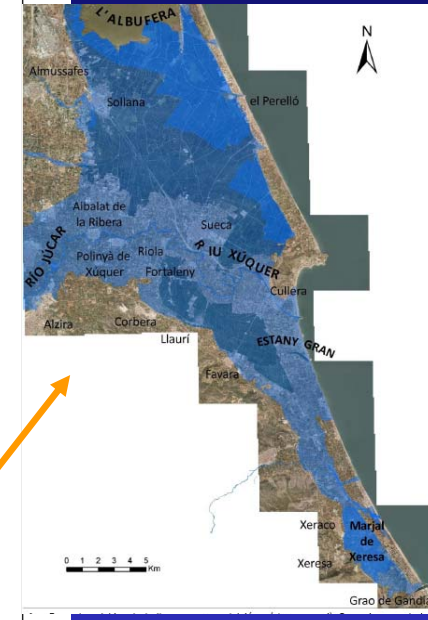 L'ALBUFERA
N
Almussafes
Sollana
el Perelló
Albalat de
la Ribera
Sueca
RÍO JÚCAR
Polinyà de
Xúquer
Riola
RIU XÚQUER
Fortaleny
Cullera
Alzira
Corbera
Llaurí
ESTANY GRAN
Favara
Xeraco
Marjal
de
Xeresa
Xeresa
0 1 2 3 4 5
Km
Grao de Gandia